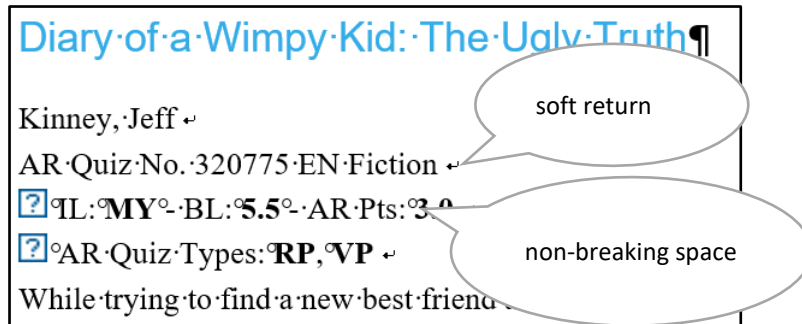 Diary of a Wimpy Kid: The Ugly Truth¶
soft return
Kinney, Jeff ↵
AR Quiz No. 320775 EN Fiction ↵
IL: MY - BL: 5.5 - AR Pts: 3.0
non-breaking space
AR Quiz Types: RP, VP ↵
While trying to find a new best friend